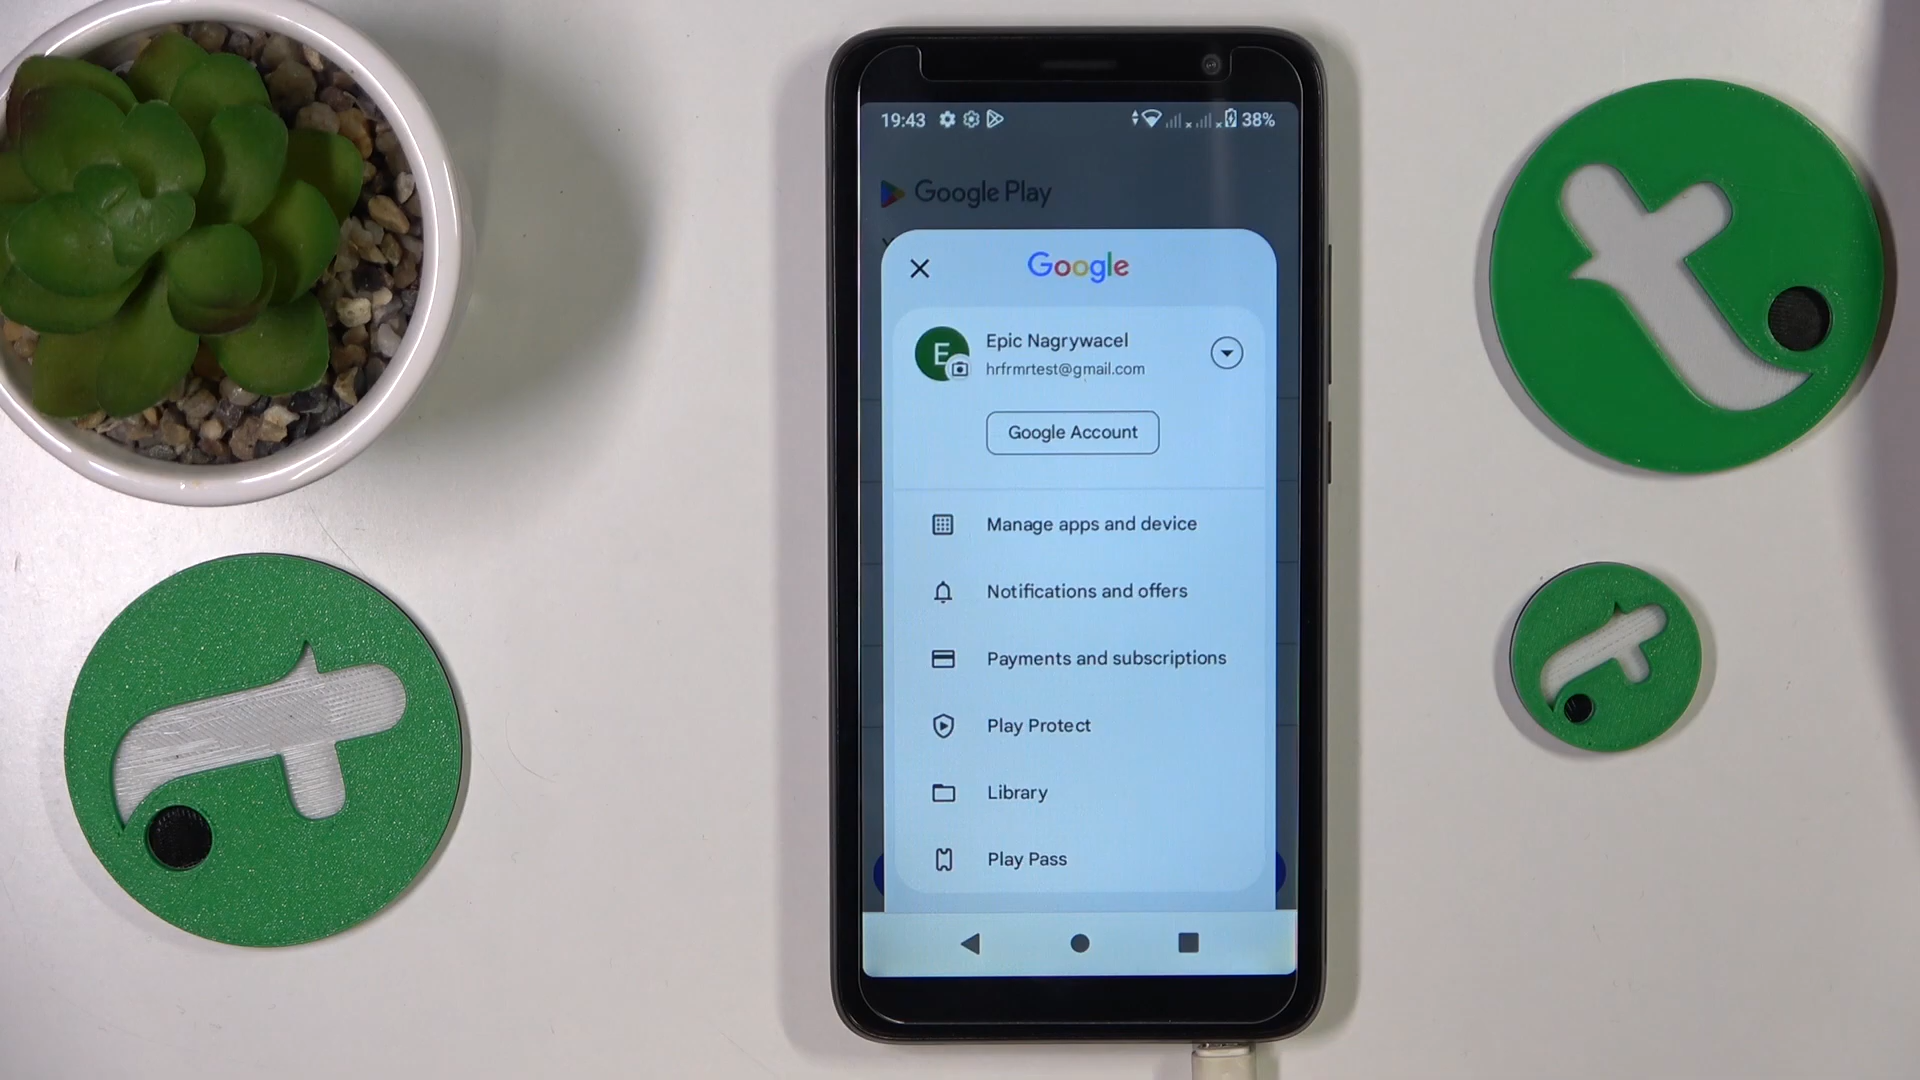 19:43 38%
Google Play
Google
E
Epic Nagrywacel
hrfrmrtest@gmail.com
Google Account
Manage apps and device
Notifications and offers
Payments and subscriptions
Play Protect
Library
Play Pass